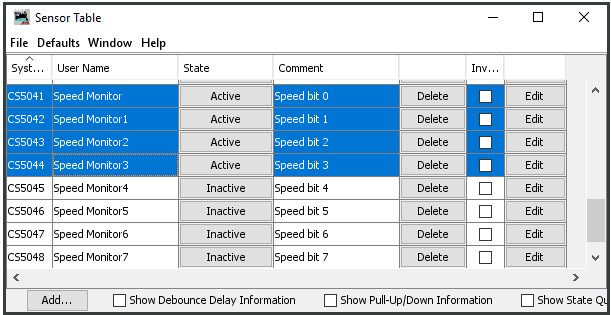 Sensor Table
File Defaults Window Help
Syst... User Name State Comment Inv...
CS5041 Speed Monitor Active Speed bit 0 Delete Edit
CS5042 Speed Monitor1 Active Speed bit 1 Delete Edit
CS5043 Speed Monitor2 Active Speed bit 2 Delete Edit
CS5044 Speed Monitor3 Active Speed bit 3 Delete Edit
CS5045 Speed Monitor4 Inactive Speed bit 4 Delete Edit
CS5046 Speed Monitor5 Inactive Speed bit 5 Delete Edit
CS5047 Speed Monitor6 Inactive Speed bit 6 Delete Edit
CS5048 Speed Monitor7 Inactive Speed bit 7 Delete Edit
Add... Show Debounce Delay Information Show Pull-Up/Down Information Show State Qu